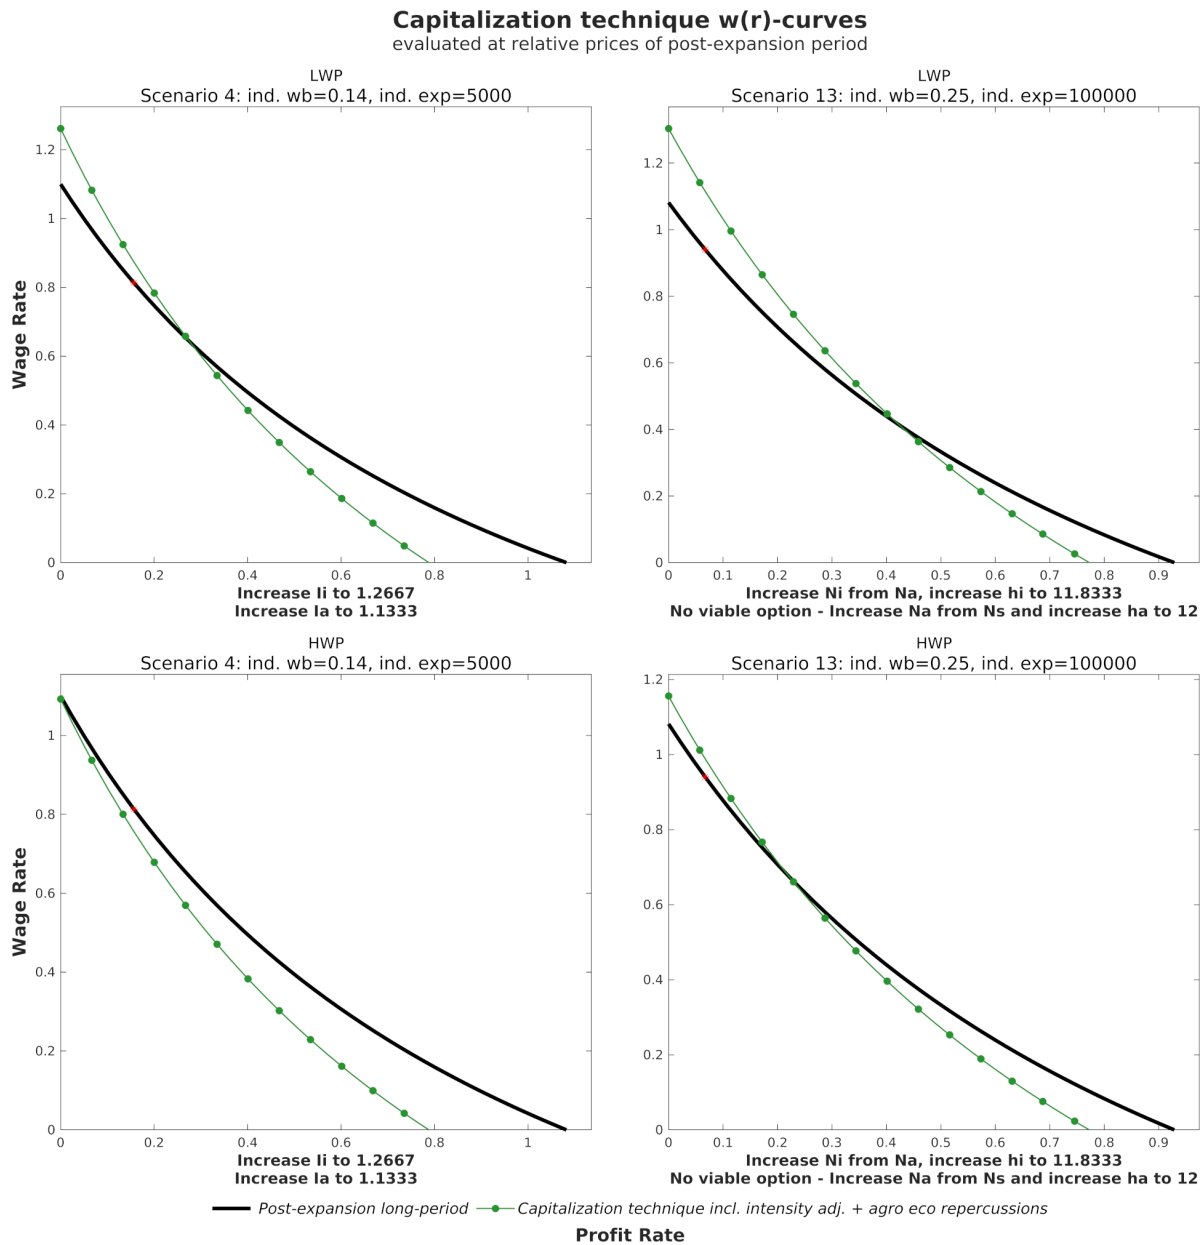 Capitalization technique w(r)-curves
evaluated at relative prices of post-expansion period
LWP
Scenario 4: ind. wb=0.14, ind. exp=5000
Wage Rate
1.2
1
0.8
0.6
0.4
0.2
0
0 0.2 0.4 0.6 0.8 1
Increase Ii to 1.2667
Increase Ia to 1.1333
LWP
Scenario 13: ind. wb=0.25, ind. exp=100000
1.2
1
0.8
0.6
0.4
0.2
0
0 0.1 0.2 0.3 0.4 0.5 0.6 0.7 0.8 0.9
Increase Ni from Na, increase hi to 11.8333
No viable option - Increase Na from Ns and increase ha to 12
HWP
Scenario 4: ind. wb=0.14, ind. exp=5000
Wage Rate
1
0.8
0.6
0.4
0.2
0
0 0.2 0.4 0.6 0.8 1
Increase Ii to 1.2667
Increase Ia to 1.1333
HWP
Scenario 13: ind. wb=0.25, ind. exp=100000
1.2
1
0.8
0.6
0.4
0.2
0
0 0.1 0.2 0.3 0.4 0.5 0.6 0.7 0.8 0.9
Increase Ni from Na, increase hi to 11.8333
No viable option - Increase Na from Ns and increase ha to 12
Post-expansion long-period
Capitalization technique incl. intensity adj. + agro eco repercussions
Profit Rate